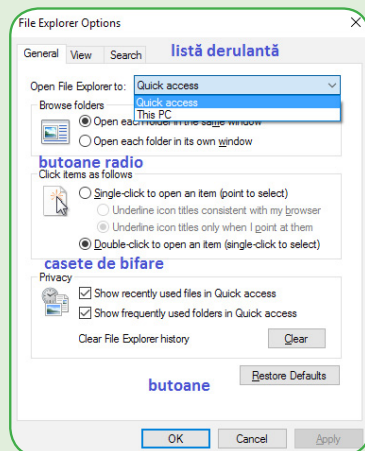 File Explorer Options
General View Search listă derulantă
Open File Explorer to: Quick access
Quick access
This PC
Browse folders
Open each folder in the same window
Open each folder in its own window
butoane radio
Click items as follows
Single-click to open an item (point to select)
Underline icon titles consistent with my browser
Underline icon titles only when I point at them
Double-click to open an item (single-click to select)
casete de bifare
Privacy
Show recently used files in Quick access
Show frequently used folders in Quick access
Clear File Explorer history Clear
Restore Defaults
butoane
OK Cancel Apply